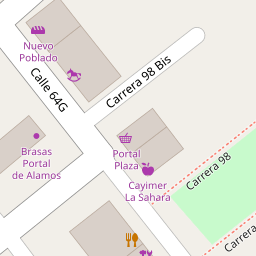 Nuevo
Poblado
Calle 64G
Carrera 98 Bis
Brasas
Portal
de Alamos
Portal
Plaza
Cayimer
La Sahara
Carrera 98
Carrera